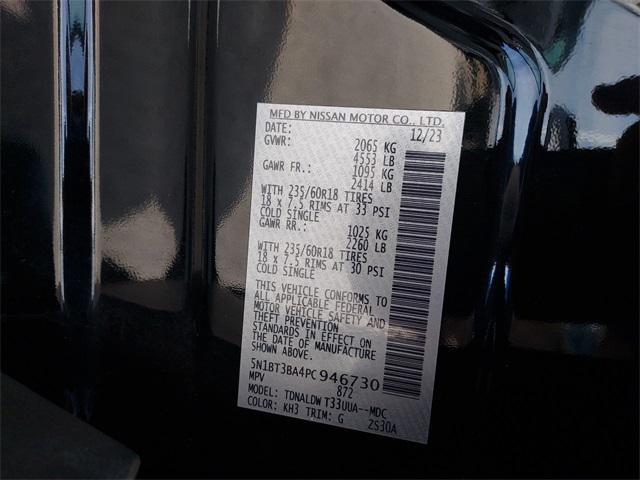 MFD BY NISSAN MOTOR CO., LTD.
DATE: 12/23
GVWR: 2065 KG
4553 LB
GAWR FR.: 1095 KG
2414 LB
WITH 235/60R18 TIRES
18 x 7.5 RIMS AT 33 PSI
COLD SINGLE
GAWR RR.: 1025 KG
2260 LB
WITH 235/60R18 TIRES
18 x 7.5 RIMS AT 30 PSI
COLD SINGLE
THIS VEHICLE CONFORMS TO
ALL APPLICABLE FEDERAL
MOTOR VEHICLE SAFETY AND
THEFT PREVENTION
STANDARDS IN EFFECT ON
THE DATE OF MANUFACTURE
SHOWN ABOVE.
5N1BT3BA4PC946730
MPV 872
MODEL: TDNALDW T33UUA--MDC
COLOR: KH3 TRIM: G 2S30A